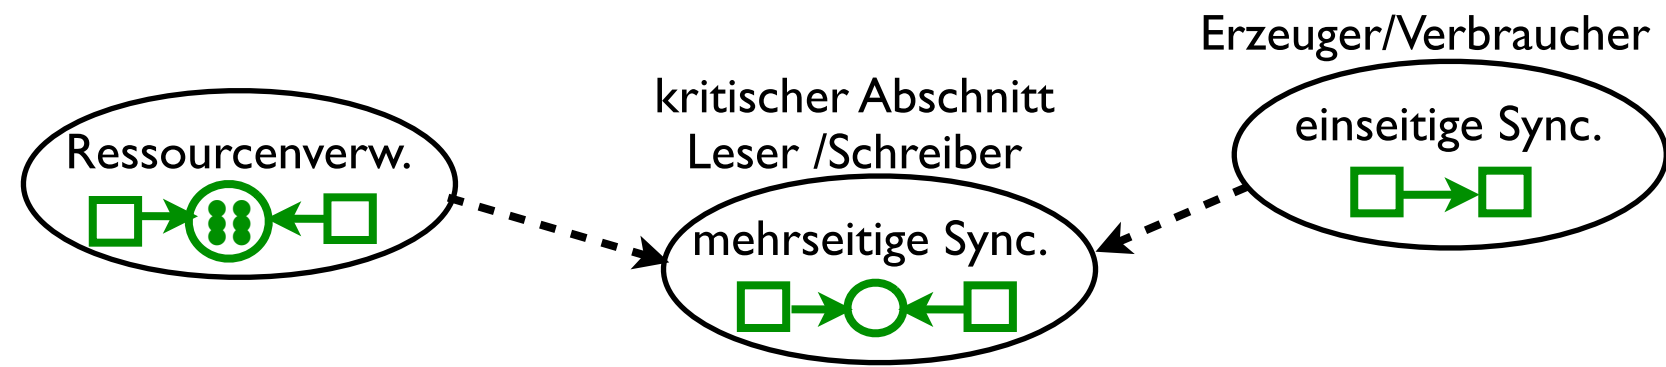 Erzeuger/Verbraucher
einseitige Sync.
kritischer Abschnitt
Leser /Schreiber
mehrseitige Sync.
Ressourcenverw.